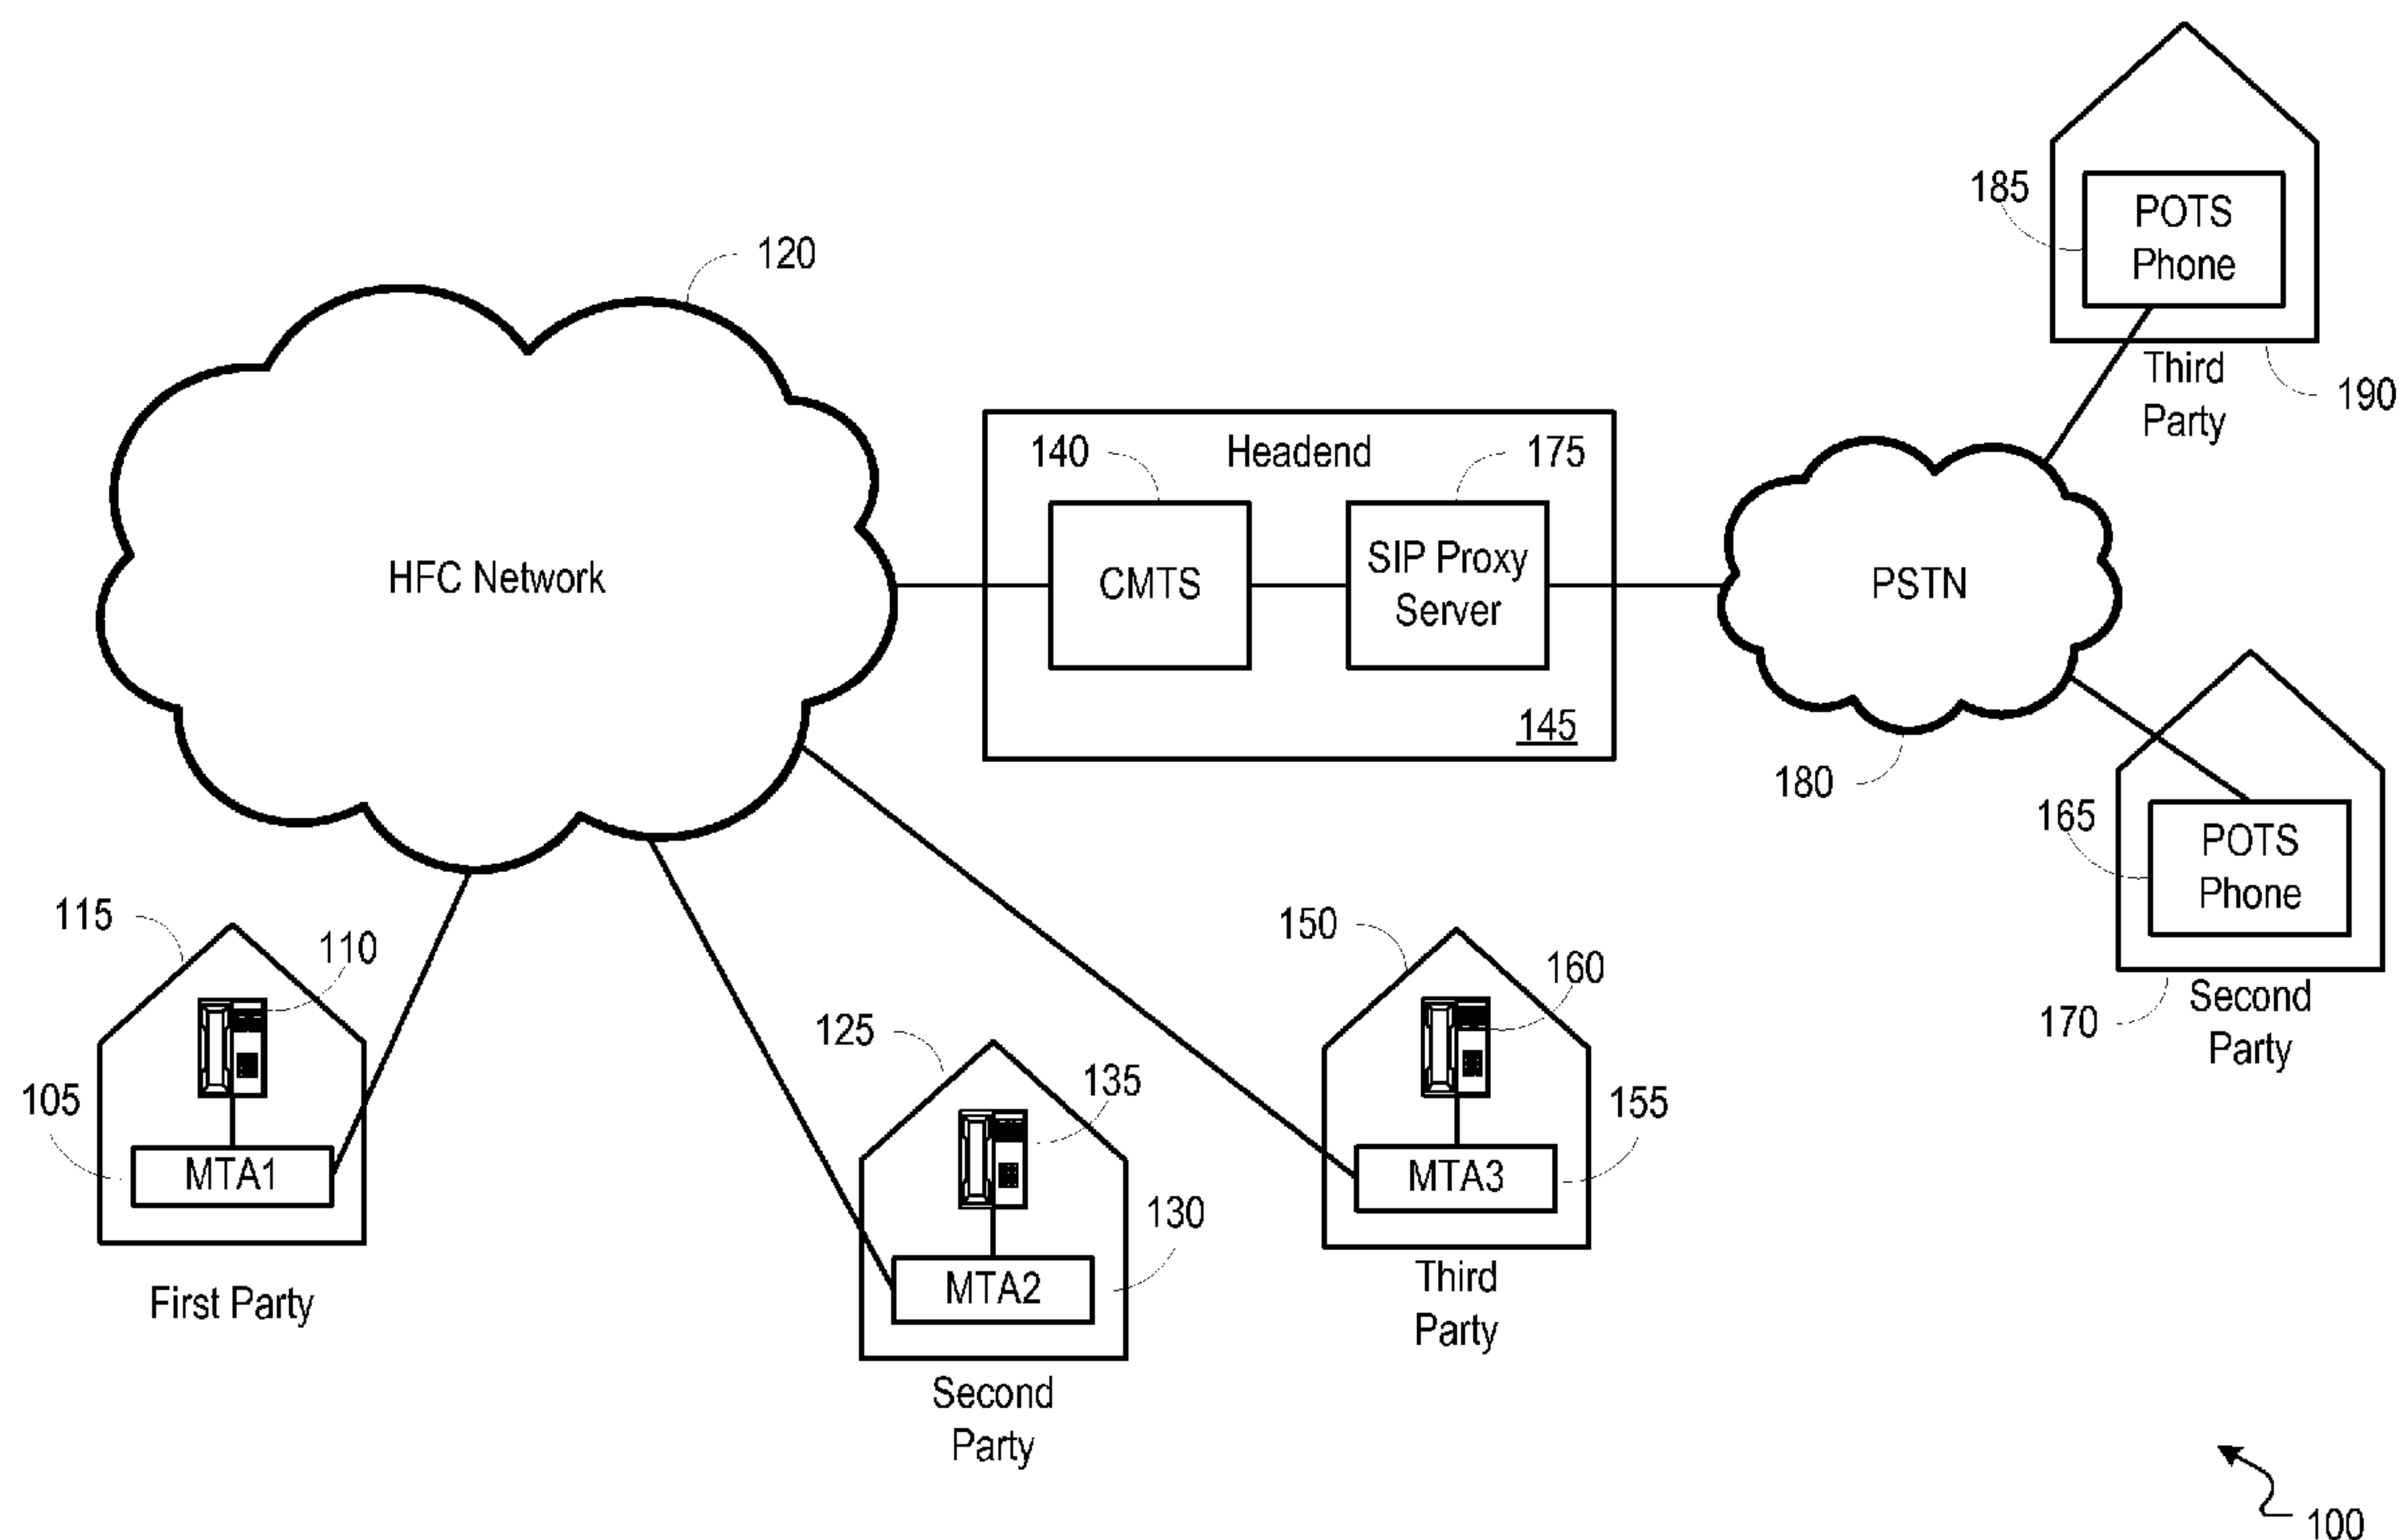 185
POTS
Phone
Third
Party
190
120
HFC Network
Headend
140
175
CMTS
SIP Proxy
Server
145
PSTN
180
165
POTS
Phone
170
Second
Party
115
110
105
MTA1
First Party
125
135
130
MTA2
Second
Party
150
160
155
MTA3
Third
Party
100